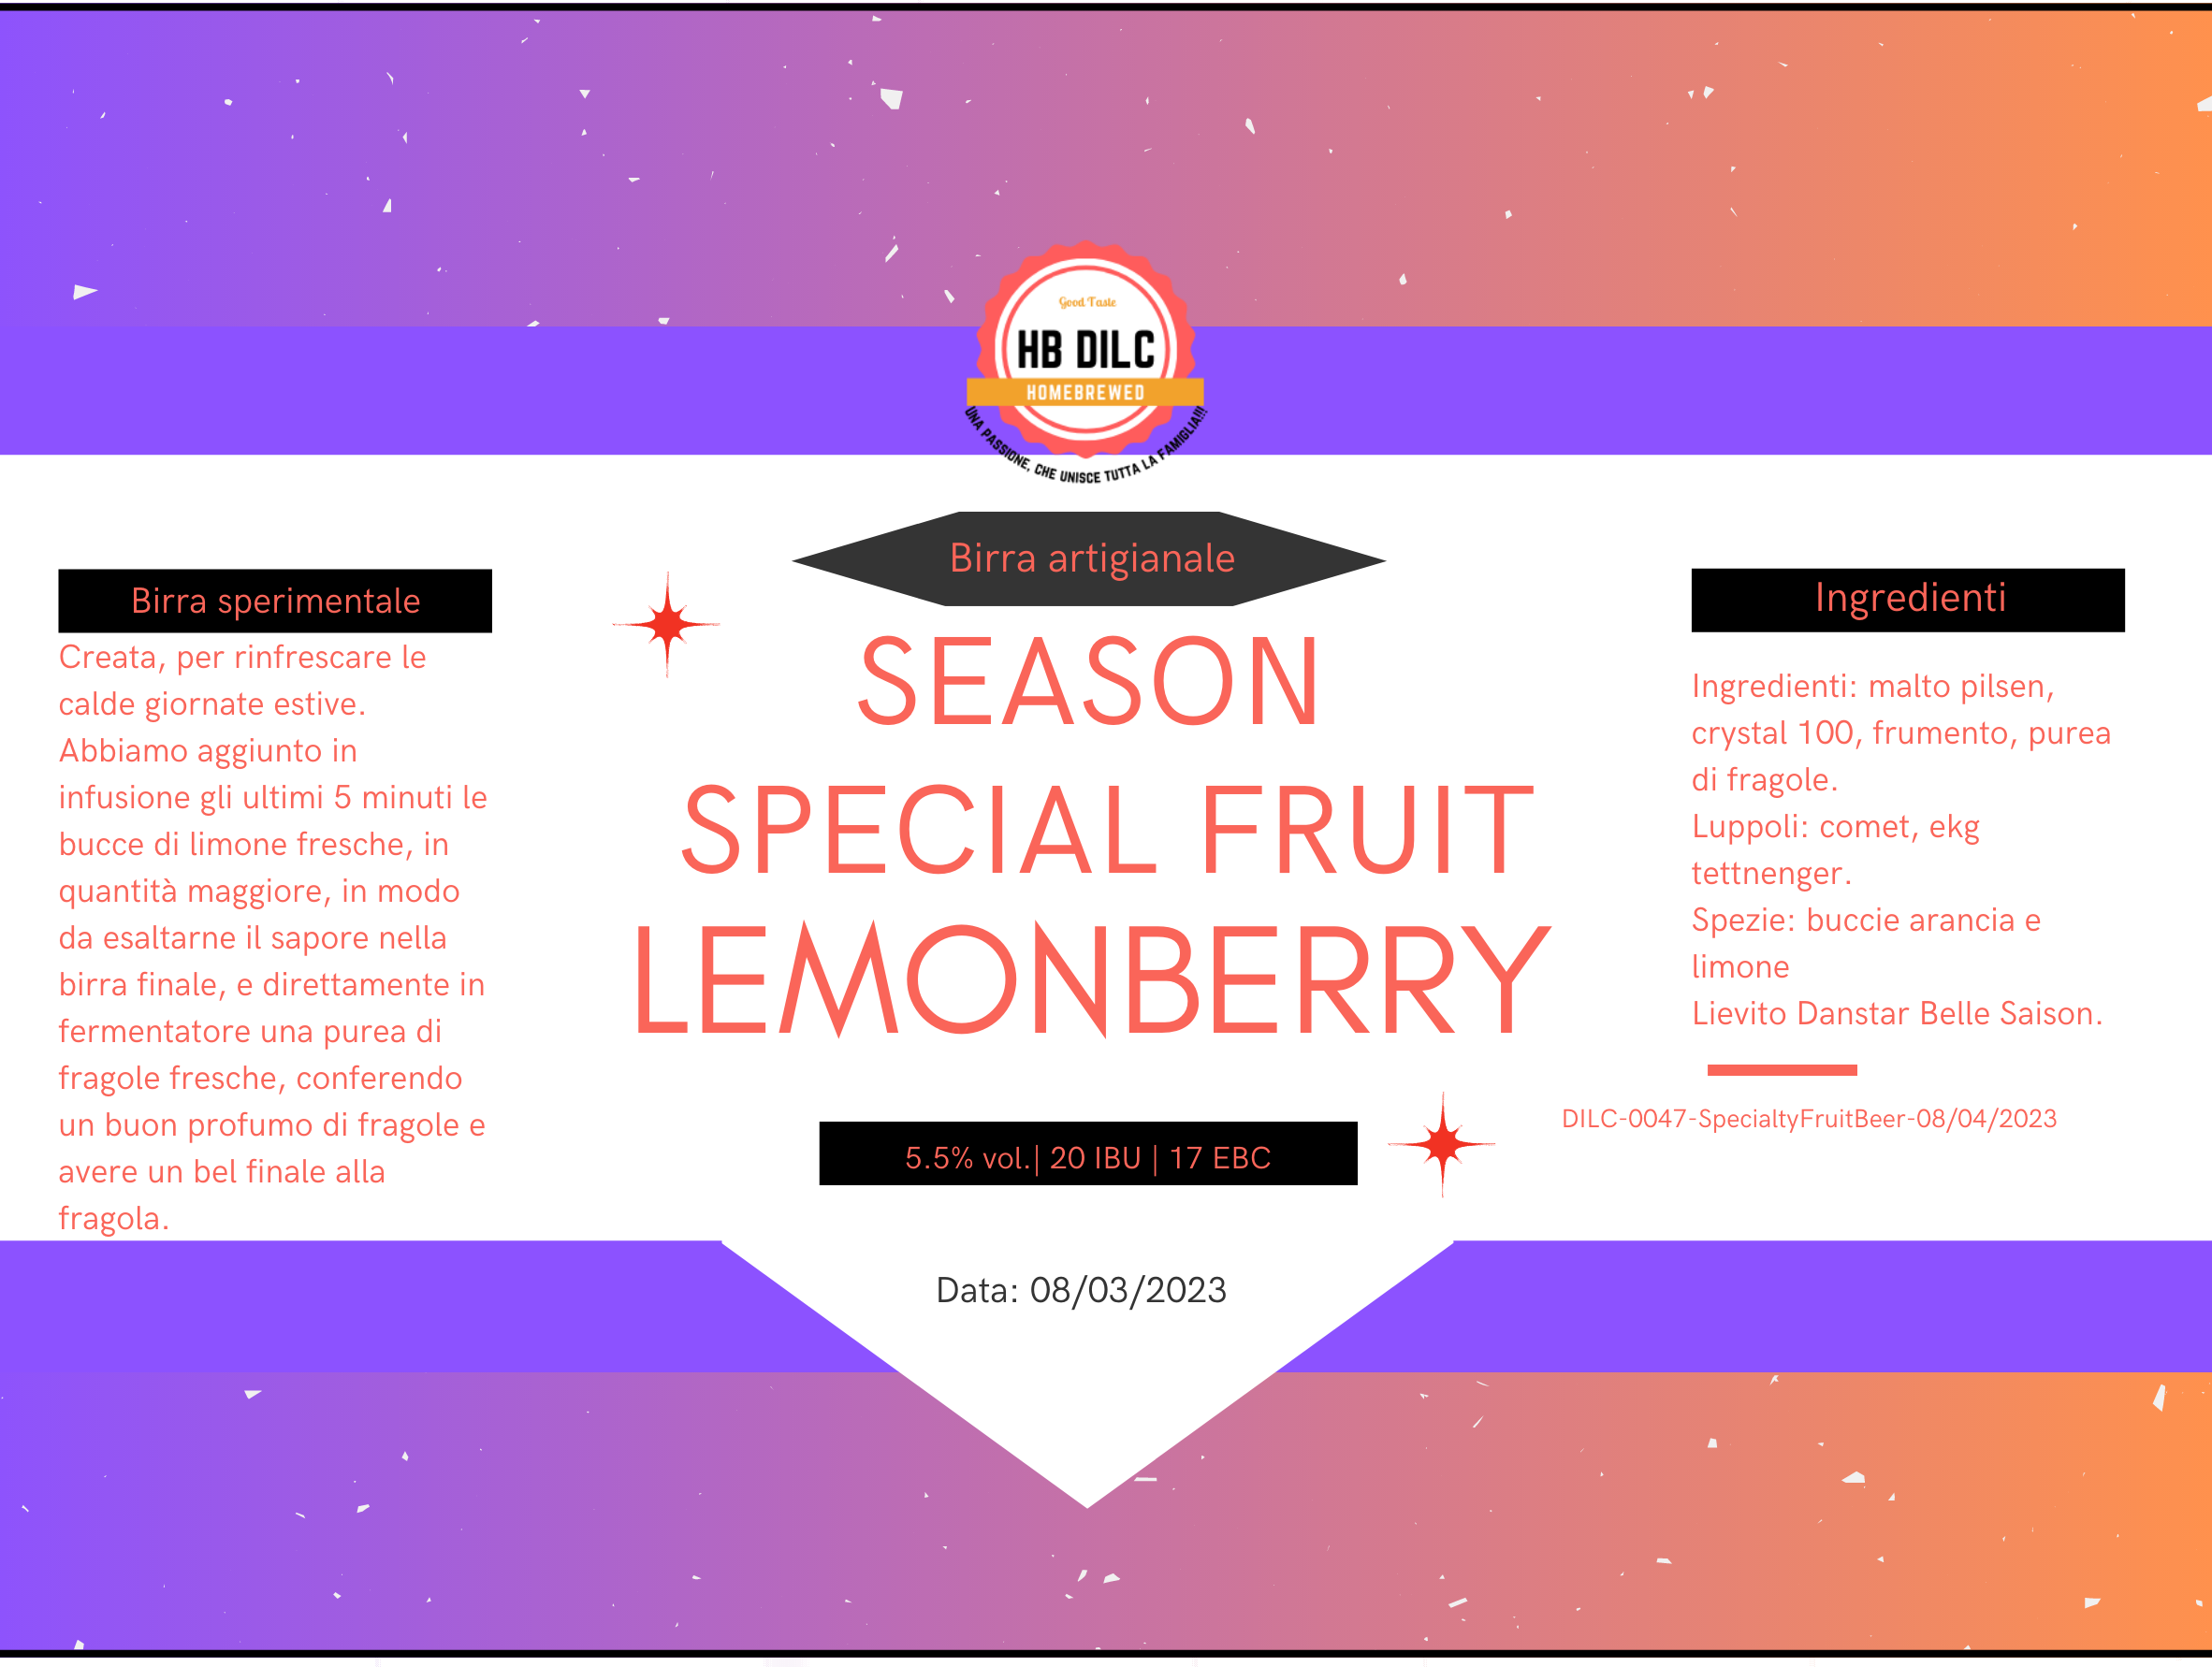 Good Taste
HB DILC
HOMEBREWED
UNA PASSIONE, CHE UNISCE TUTTA LA FAMIGLIA!!!
Birra artigianale
SEASON
SPECIAL FRUIT
LEMONBERRY
5.5% vol.| 20 IBU | 17 EBC
Data: 08/03/2023
Birra sperimentale
Creata, per rinfrescare le
calde giornate estive.
Abbiamo aggiunto in
infusione gli ultimi 5 minuti le
bucce di limone fresche, in
quantità maggiore, in modo
da esaltarne il sapore nella
birra finale, e direttamente in
fermentatore una purea di
fragole fresche, conferendo
un buon profumo di fragole e
avere un bel finale alla
fragola.
Ingredienti
Ingredienti: malto pilsen,
crystal 100, frumento, purea
di fragole.
Luppoli: comet, ekg
tettnenger.
Spezie: buccie arancia e
limone
Lievito Danstar Belle Saison.
DILC-0047-SpecialtyFruitBeer-08/04/2023